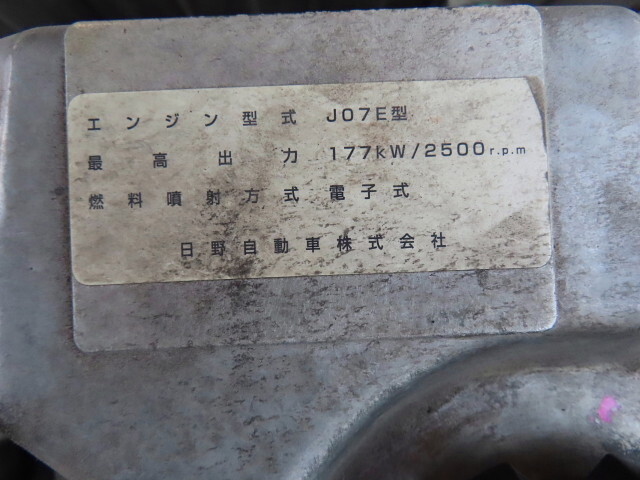 エンジン型式 J07E型
最高出力 177kW/2500r.p.m
燃料噴射方式 電子式
日野自動車株式会社